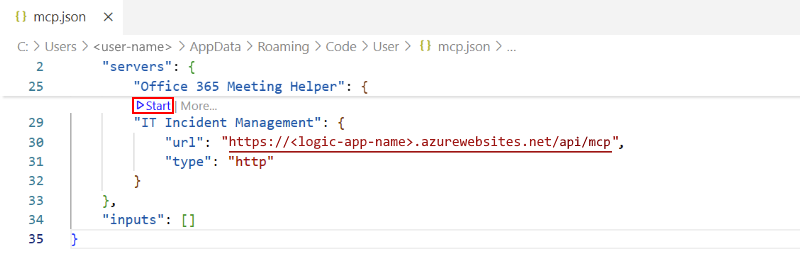 {} mcp.json ×
C: > Users > <user-name> > AppData > Roaming > Code > User > {} mcp.json > ...
2 "servers": {
25 "Office 365 Meeting Helper": {
▷Start | More...
29 "IT Incident Management": {
30 "url": "https://<logic-app-name>.azurewebsites.net/api/mcp",
31 "type": "http"
32 }
33 },
34 "inputs": []
35 }